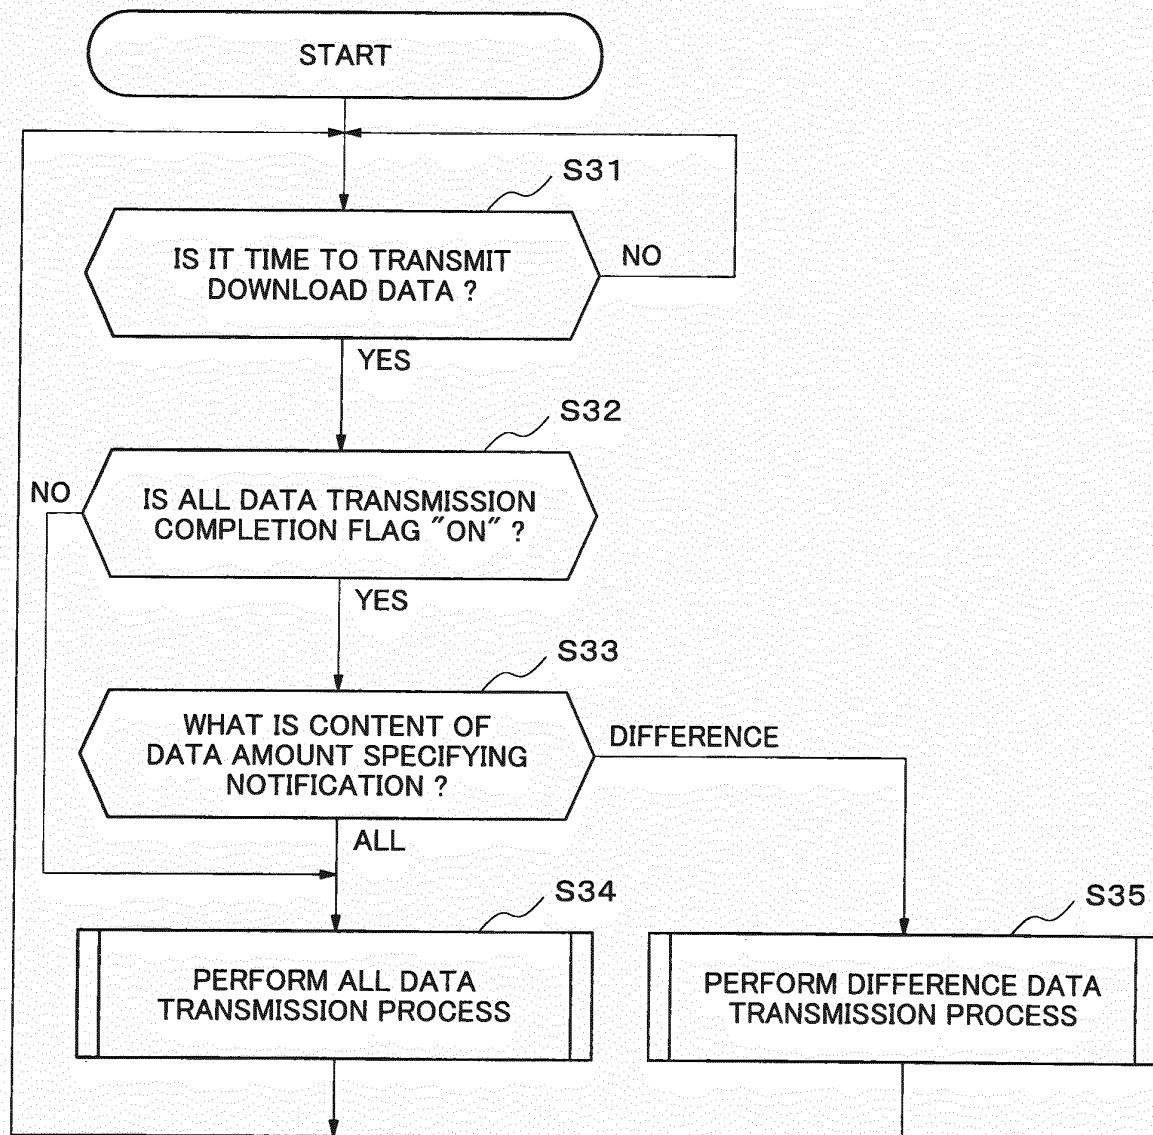 START
S31
IS IT TIME TO TRANSMIT
DOWNLOAD DATA ?
NO
YES
S32
NO
IS ALL DATA TRANSMISSION
COMPLETION FLAG "ON" ?
YES
S33
WHAT IS CONTENT OF
DATA AMOUNT SPECIFYING
NOTIFICATION ?
DIFFERENCE
ALL
S34
PERFORM ALL DATA
TRANSMISSION PROCESS
S35
PERFORM DIFFERENCE DATA
TRANSMISSION PROCESS